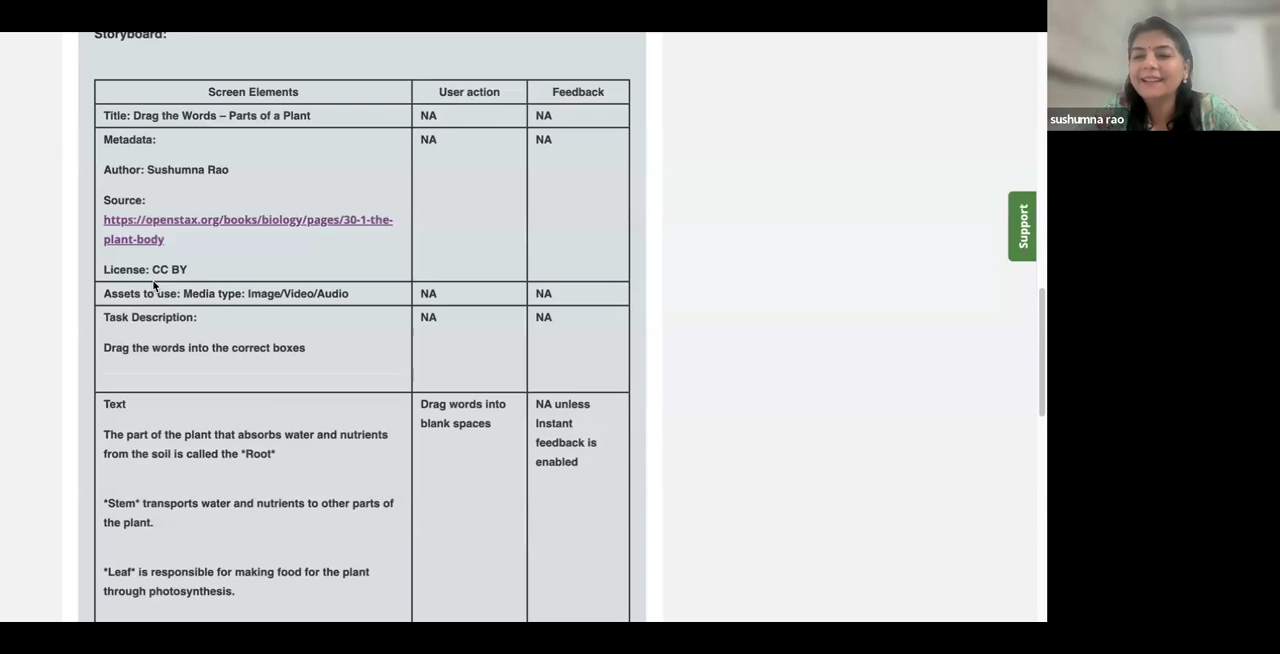 Storyboard:
Screen Elements
User action
Feedback
Title: Drag the Words – Parts of a Plant
NA
NA
Metadata:
NA
NA
Author: Sushumna Rao
Source:
https://openstax.org/books/biology/pages/30-1-the-
plant-body
License: CC BY
Assets to use: Media type: Image/Video/Audio
NA
NA
Task Description:
NA
NA
Drag the words into the correct boxes
Text
The part of the plant that absorbs water and nutrients
from the soil is called the *Root*
*Stem* transports water and nutrients to other parts of
the plant.
*Leaf* is responsible for making food for the plant
through photosynthesis.
Drag words into
blank spaces
NA unless
Instant
feedback is
enabled
Support
sushumna rao